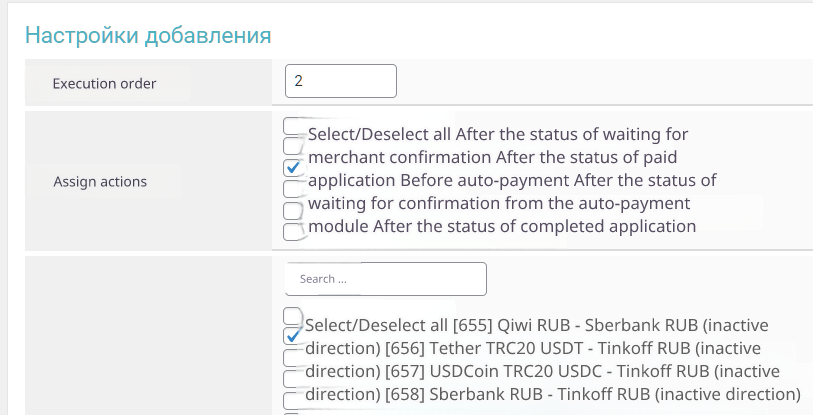 Настройки добавления
Execution order
2
Assign actions
Select/Deselect all After the status of waiting for
merchant confirmation After the status of paid
application Before auto-payment After the status of
waiting for confirmation from the auto-payment
module After the status of completed application
Search ...
Select/Deselect all [655] Qiwi RUB - Sberbank RUB (inactive
direction) [656] Tether TRC20 USDT - Tinkoff RUB (inactive
direction) [657] USDCoin TRC20 USDC - Tinkoff RUB (inactive
direction) [658] Sberbank RUB - Tinkoff RUB (inactive direction)